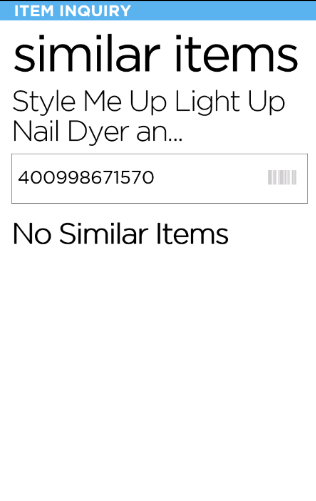 ITEM INQUIRY
similar items
Style Me Up Light Up
Nail Dyer an...
400998671570
No Similar Items